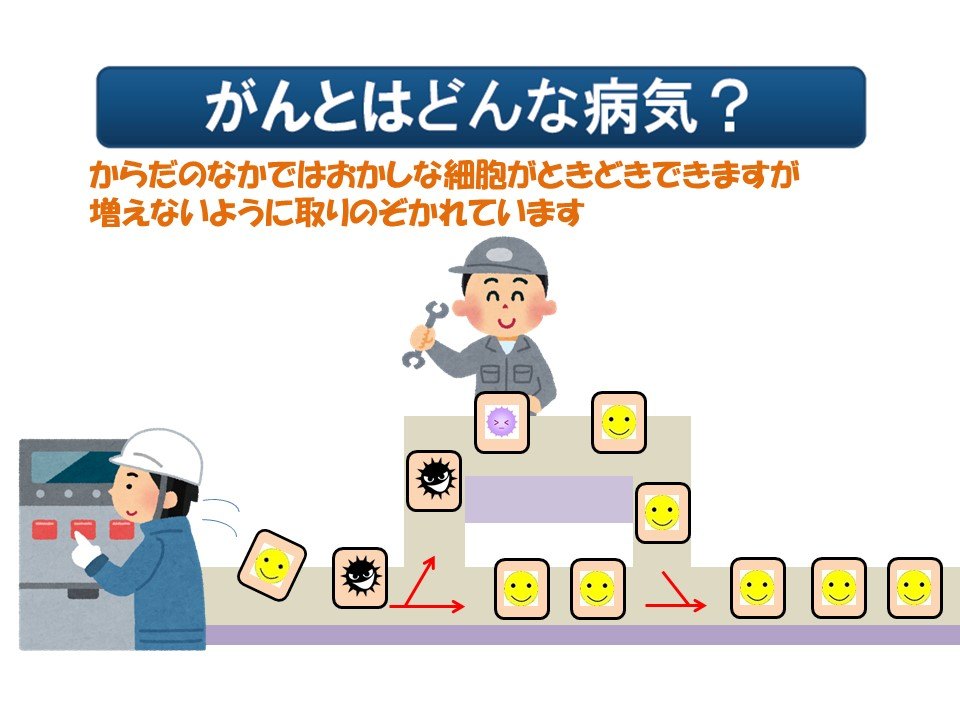 がんとはどんな病気？
からだのなかではおかしな細胞がときどきできますが
増えないように取りのぞかれています